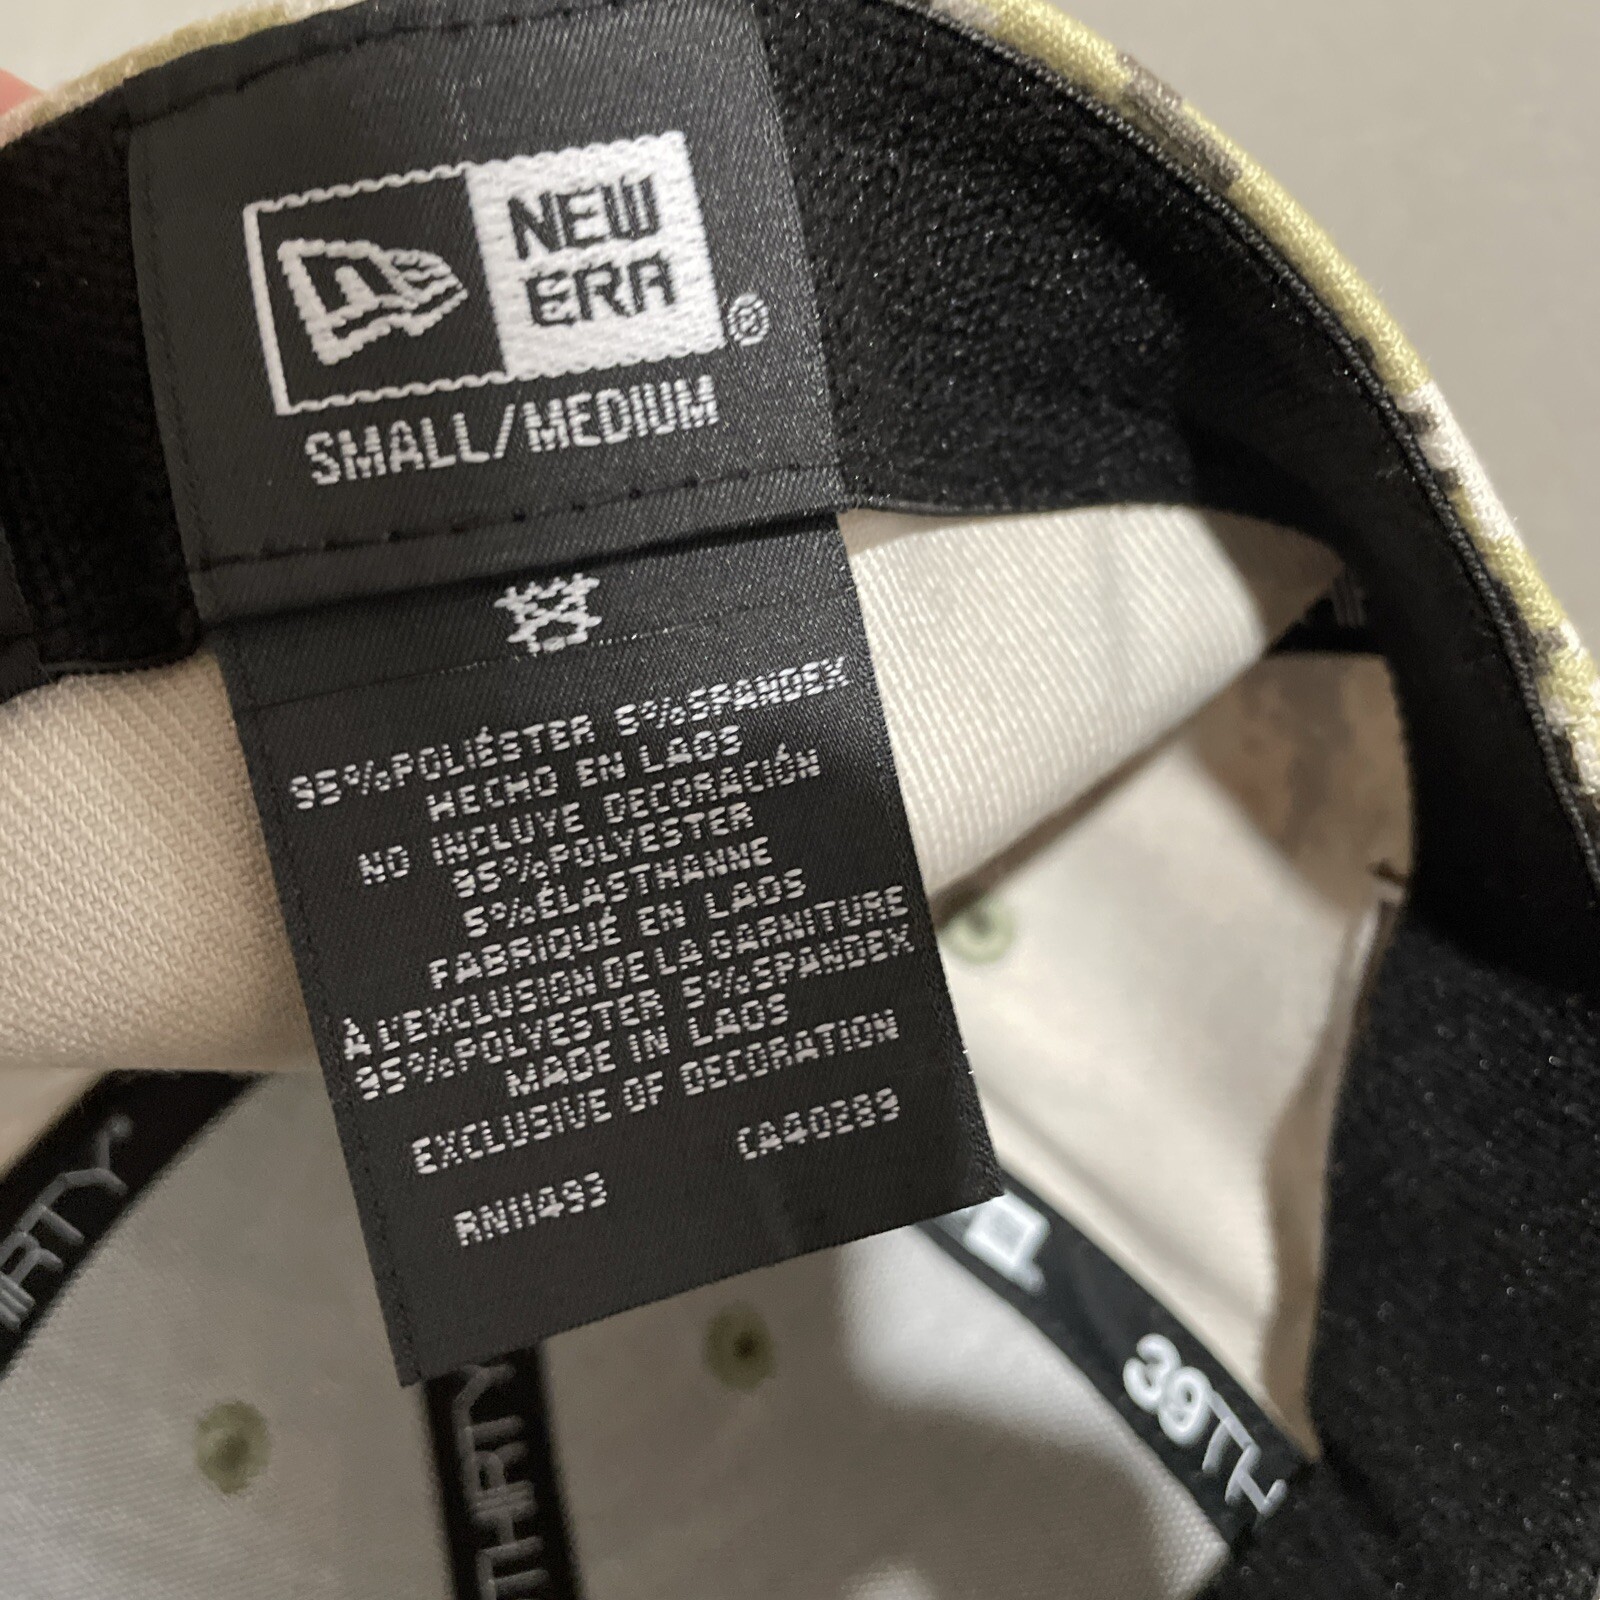 NEW
ERA
®
SMALL/MEDIUM
95%POLIÉSTER 5%SPANDEX
HECHO EN LAOS
NO INCLUYE DECORACIÓN
95%POLYESTER
5%ÉLASTHANNE
FABRIQUÉ EN LAOS
À L'EXCLUSION DE LA GARNITURE
95%POLYESTER 5%SPANDEX
MADE IN LAOS
EXCLUSIVE OF DECORATION
CA40289
RN11493
HIRTY
THIRTY
39TH